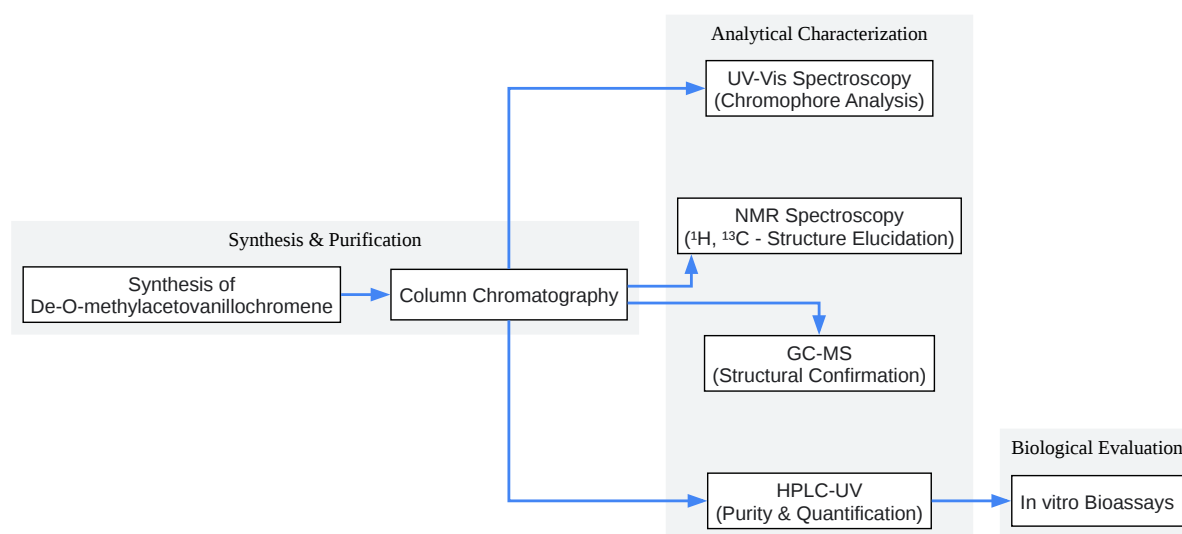 Analytical Characterization
UV-Vis Spectroscopy
(Chromophore Analysis)
NMR Spectroscopy
(¹H, ¹³C - Structure Elucidation)
Synthesis & Purification
Synthesis of
De-O-methylacetovanillochromene
Column Chromatography
GC-MS
(Structural Confirmation)
HPLC-UV
(Purity & Quantification)
Biological Evaluation
In vitro Bioassays